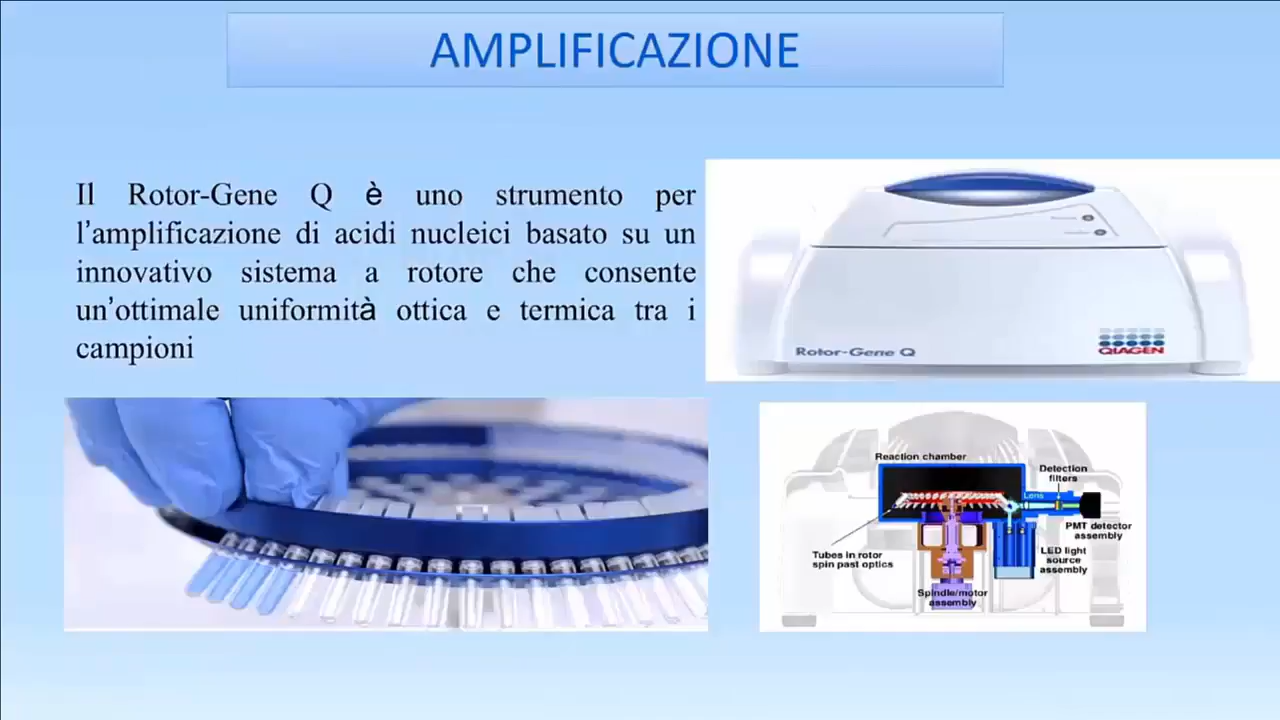 AMPLIFICAZIONE
Il Rotor-Gene Q è uno strumento per
l'amplificazione di acidi nucleici basato su un
innovativo sistema a rotore che consente
un'ottimale uniformità ottica e termica tra i
campioni
Rotor-Gene Q
QIAGEN
Reaction chamber
Detection
filters
Lens
PMT detector
assembly
Tubes in rotor
spin past optics
LED light
source
assembly
Spindle/motor
assembly